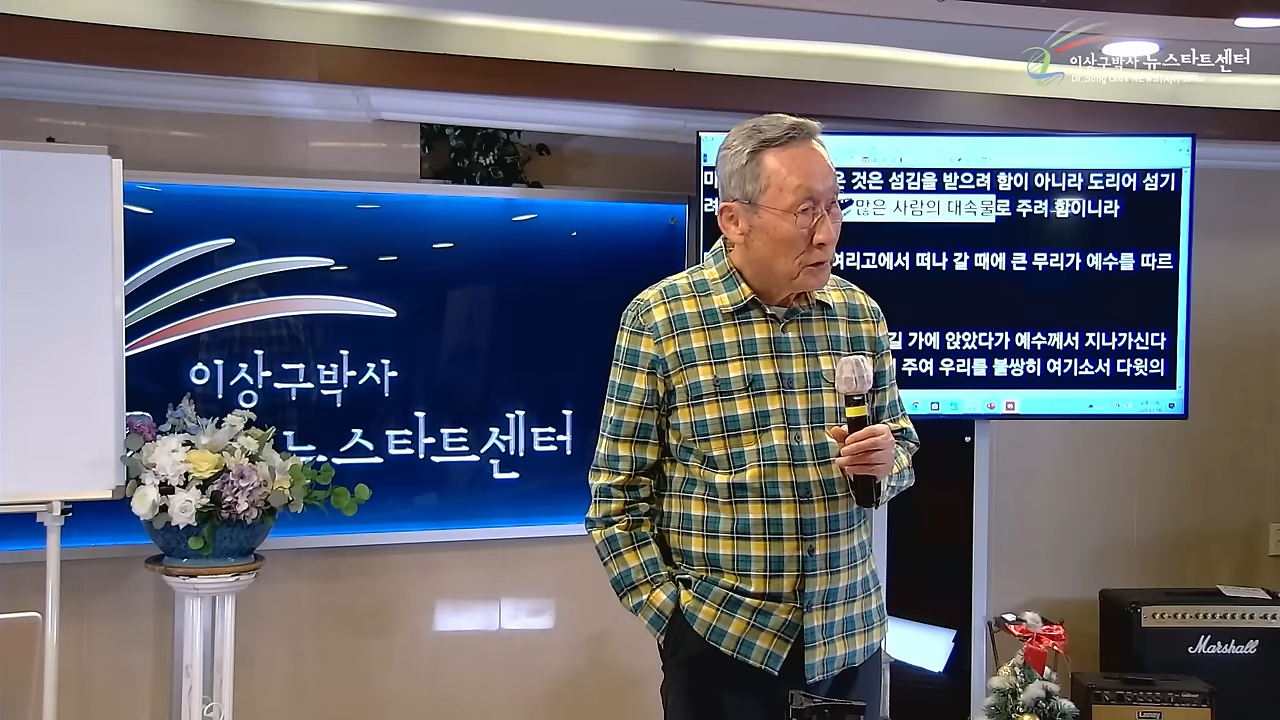 이상구박사 뉴스타트센터
은 것은 섬김을 받으려 함이 아니라 도리어 섬기
많은 사람의 대속물로 주려 함이니라
여리고에서 떠나 갈 때에 큰 무리가 예수를 따르
길 가에 앉았다가 예수께서 지나가신다
주여 우리를 불쌍히 여기소서 다윗의
이상구박사
뉴스타트센터
Marshall
Laney